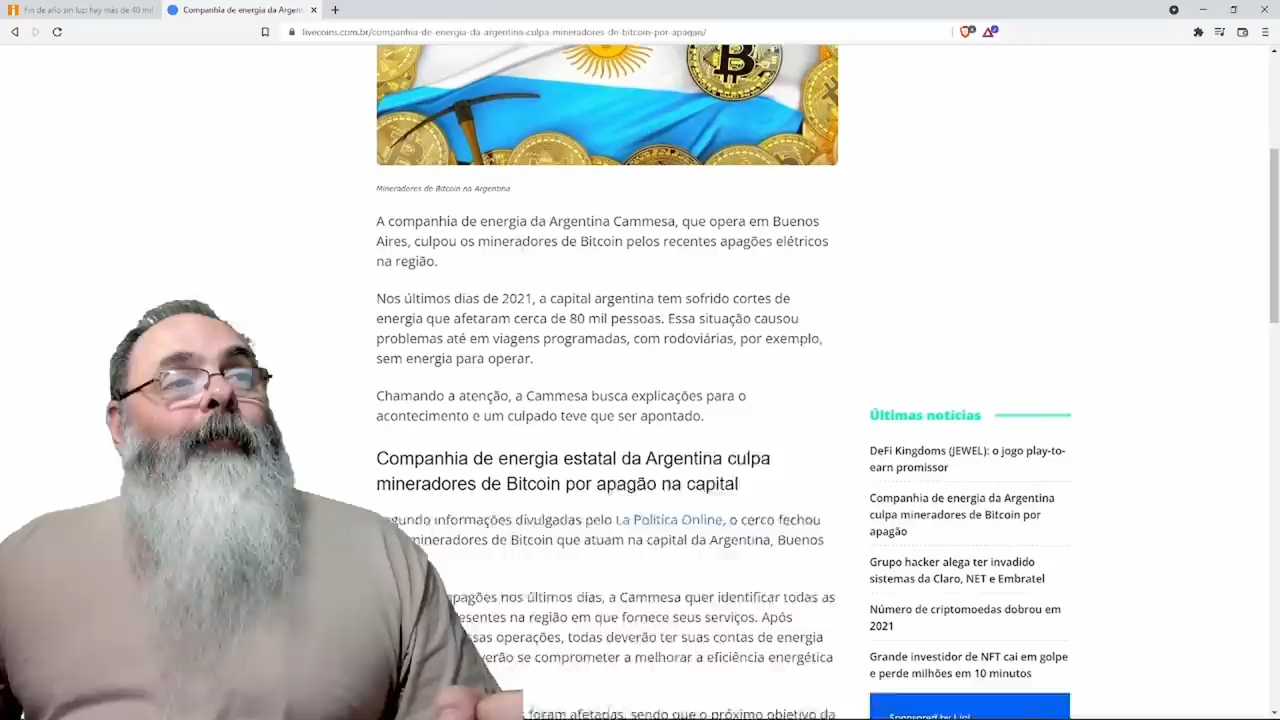 Fin de año sin luz: hay más de 40 mil
Companhia de energia da Argent
livecoins.com.br/companhia-de-energia-da-argentina-culpa-mineradores-de-bitcoin-por-apagao/
Mineradores de Bitcoin na Argentina
A companhia de energia da Argentina Cammesa, que opera em Buenos
Aires, culpou os mineradores de Bitcoin pelos recentes apagões elétricos
na região.
Nos últimos dias de 2021, a capital argentina tem sofrido cortes de
energia que afetaram cerca de 80 mil pessoas. Essa situação causou
problemas até em viagens programadas, com rodoviárias, por exemplo,
sem energia para operar.
Chamando a atenção, a Cammesa busca explicações para o
acontecimento e um culpado teve que ser apontado.
Companhia de energia estatal da Argentina culpa
mineradores de Bitcoin por apagão na capital
gundo informações divulgadas pelo La Politica Online, o cerco fechou
mineradores de Bitcoin que atuam na capital da Argentina, Buenos
pagões nos últimos dias, a Cammesa quer identificar todas as
esentes na região em que fornece seus serviços. Após
ssas operações, todas deverão ter suas contas de energia
verão se comprometer a melhorar a eficiência energética
foram afetadas, sendo que o próximo objetivo da
Últimas notícias
DeFi Kingdoms (JEWEL): o jogo play-to-
earn promissor
Companhia de energia da Argentina
culpa mineradores de Bitcoin por
apagão
Grupo hacker alega ter invadido
sistemas da Claro, NET e Embratel
Número de criptomoedas dobrou em
2021
Grande investidor de NFT cai em golpe
e perde milhões em 10 minutos
Sponsored by